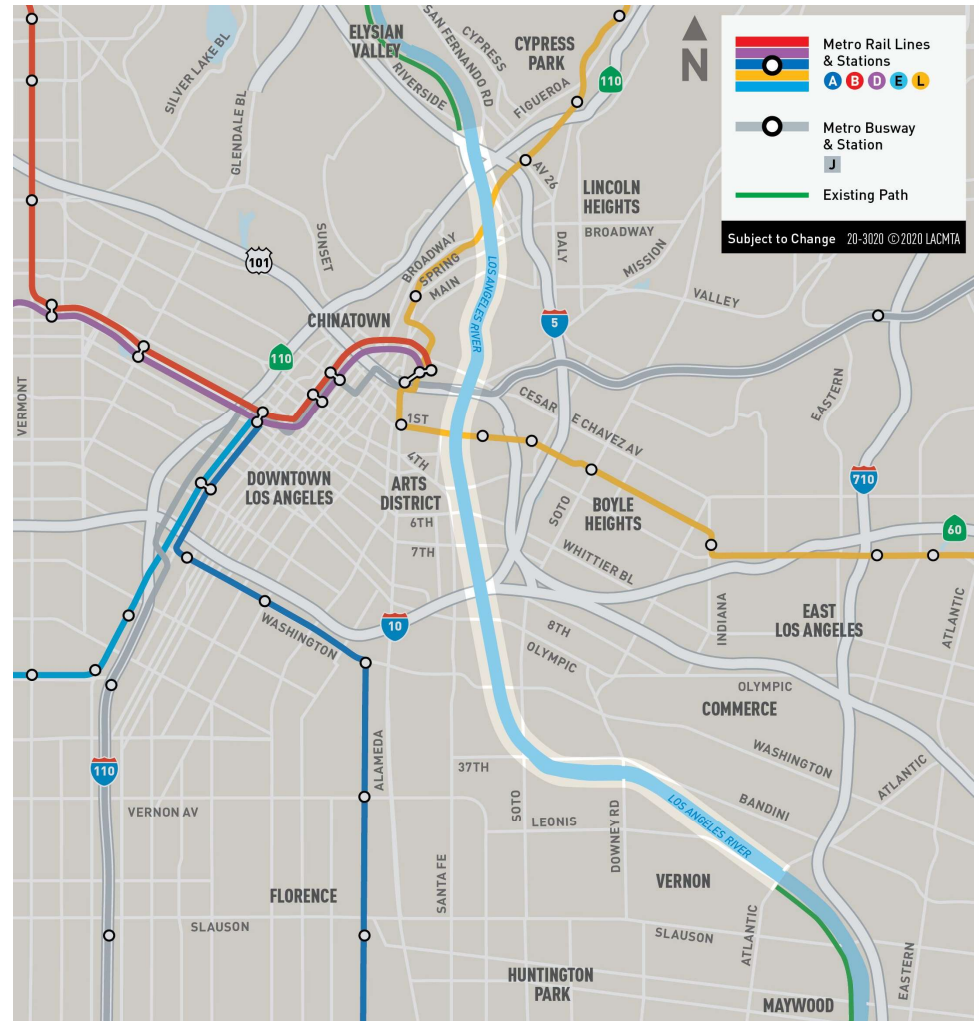 ELYSIAN
VALLEY
SAN FERNANDO RD
CYPRESS
CYPRESS
PARK
110
N
SILVER LAKE BL
GLENDALE BL
RIVERSIDE
FIGUEROA
AV 26
Metro Rail Lines
& Stations
A B D E L
Metro Busway
& Station
J
Existing Path
Subject to Change 20-3020 © 2020 LACMTA
LINCOLN
HEIGHTS
BROADWAY
DALY
MISSION
VALLEY
SUNSET
101
BROADWAY
SPRING
MAIN
LOS ANGELES RIVER
CHINATOWN
5
110
VERMONT
EASTERN
CESAR E CHAVEZ AV
1ST
4TH
DOWNTOWN
LOS ANGELES
ARTS
DISTRICT
6TH
7TH
SOTO
BOYLE
HEIGHTS
WHITTIER BL
710
60
WASHINGTON
10
8TH
OLYMPIC
INDIANA
EAST
LOS ANGELES
ATLANTIC
OLYMPIC
COMMERCE
WASHINGTON
ATLANTIC
BANDINI
110
ALAMEDA
37TH
VERNON AV
SOTO
LEONIS
DOWNEY RD
LOS ANGELES RIVER
FLORENCE
SANTA FE
VERNON
SLAUSON
SLAUSON
ATLANTIC
EASTERN
HUNTINGTON
PARK
MAYWOOD